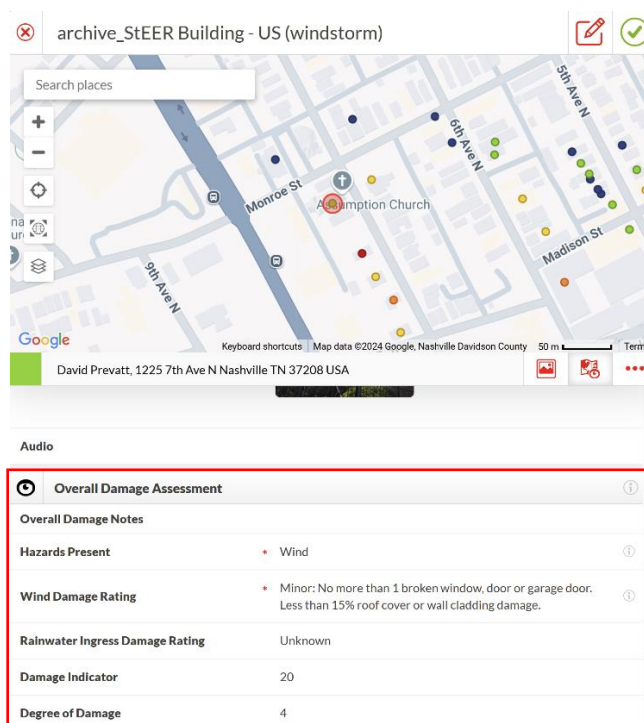 archive_StEER Building - US (windstorm)
Search places
5th Ave N
6th Ave N
Monroe St
Assumption Church
Madison St
9th Ave N
Google
Keyboard shortcuts Map data ©2024 Google, Nashville Davidson County 50 m Term
David Prevatt, 1225 7th Ave N Nashville TN 37208 USA
Audio
Overall Damage Assessment
Overall Damage Notes
Hazards Present * Wind
Wind Damage Rating * Minor: No more than 1 broken window, door or garage door.
Less than 15% roof cover or wall cladding damage.
Rainwater Ingress Damage Rating Unknown
Damage Indicator 20
Degree of Damage 4